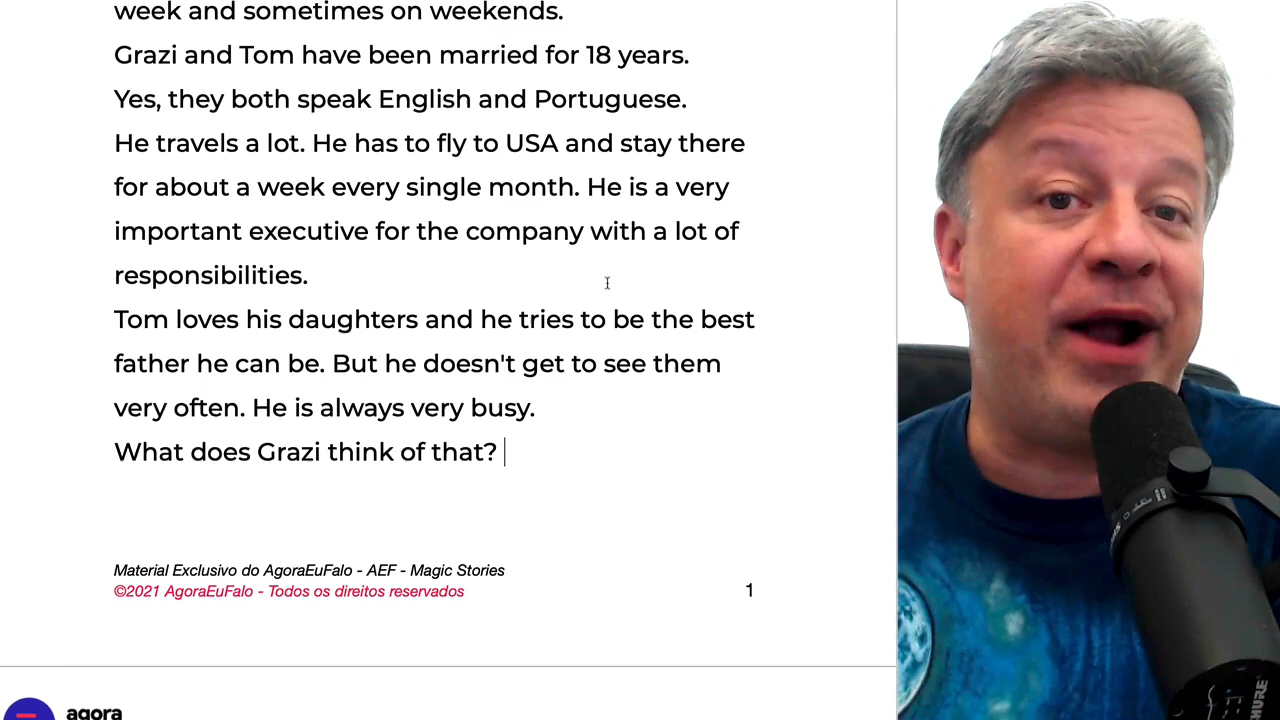 week and sometimes on weekends.
Grazi and Tom have been married for 18 years.
Yes, they both speak English and Portuguese.
He travels a lot. He has to fly to USA and stay there
for about a week every single month. He is a very
important executive for the company with a lot of
responsibilities.
Tom loves his daughters and he tries to be the best
father he can be. But he doesn't get to see them
very often. He is always very busy.
What does Grazi think of that?
Material Exclusivo do AgoraEuFalo - AEF - Magic Stories
©2021 AgoraEuFalo - Todos os direitos reservados
1
agora
SHURE